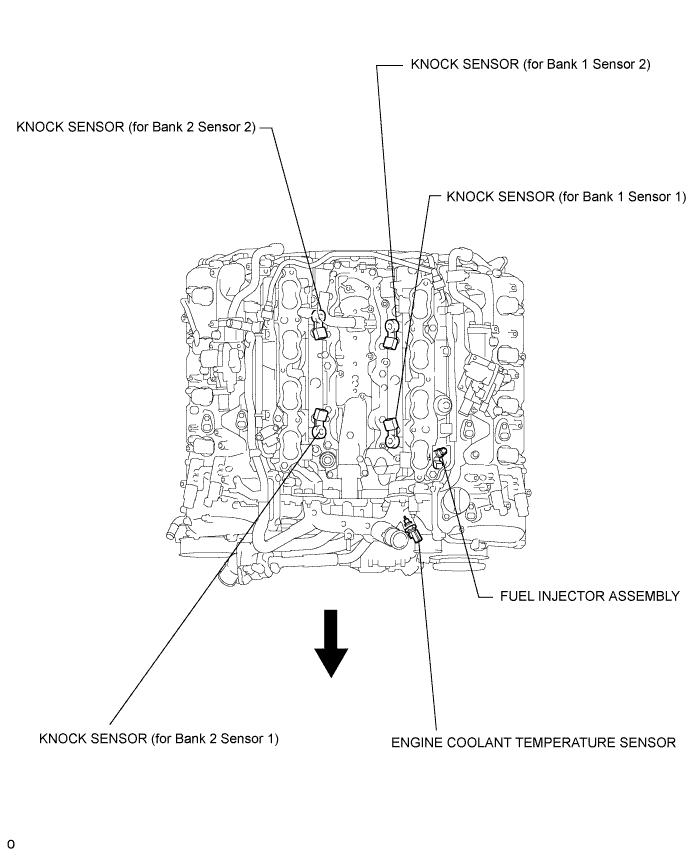 KNOCK SENSOR (for Bank 1 Sensor 2)
KNOCK SENSOR (for Bank 2 Sensor 2)
KNOCK SENSOR (for Bank 1 Sensor 1)
FUEL INJECTOR ASSEMBLY
KNOCK SENSOR (for Bank 2 Sensor 1)
ENGINE COOLANT TEMPERATURE SENSOR
O